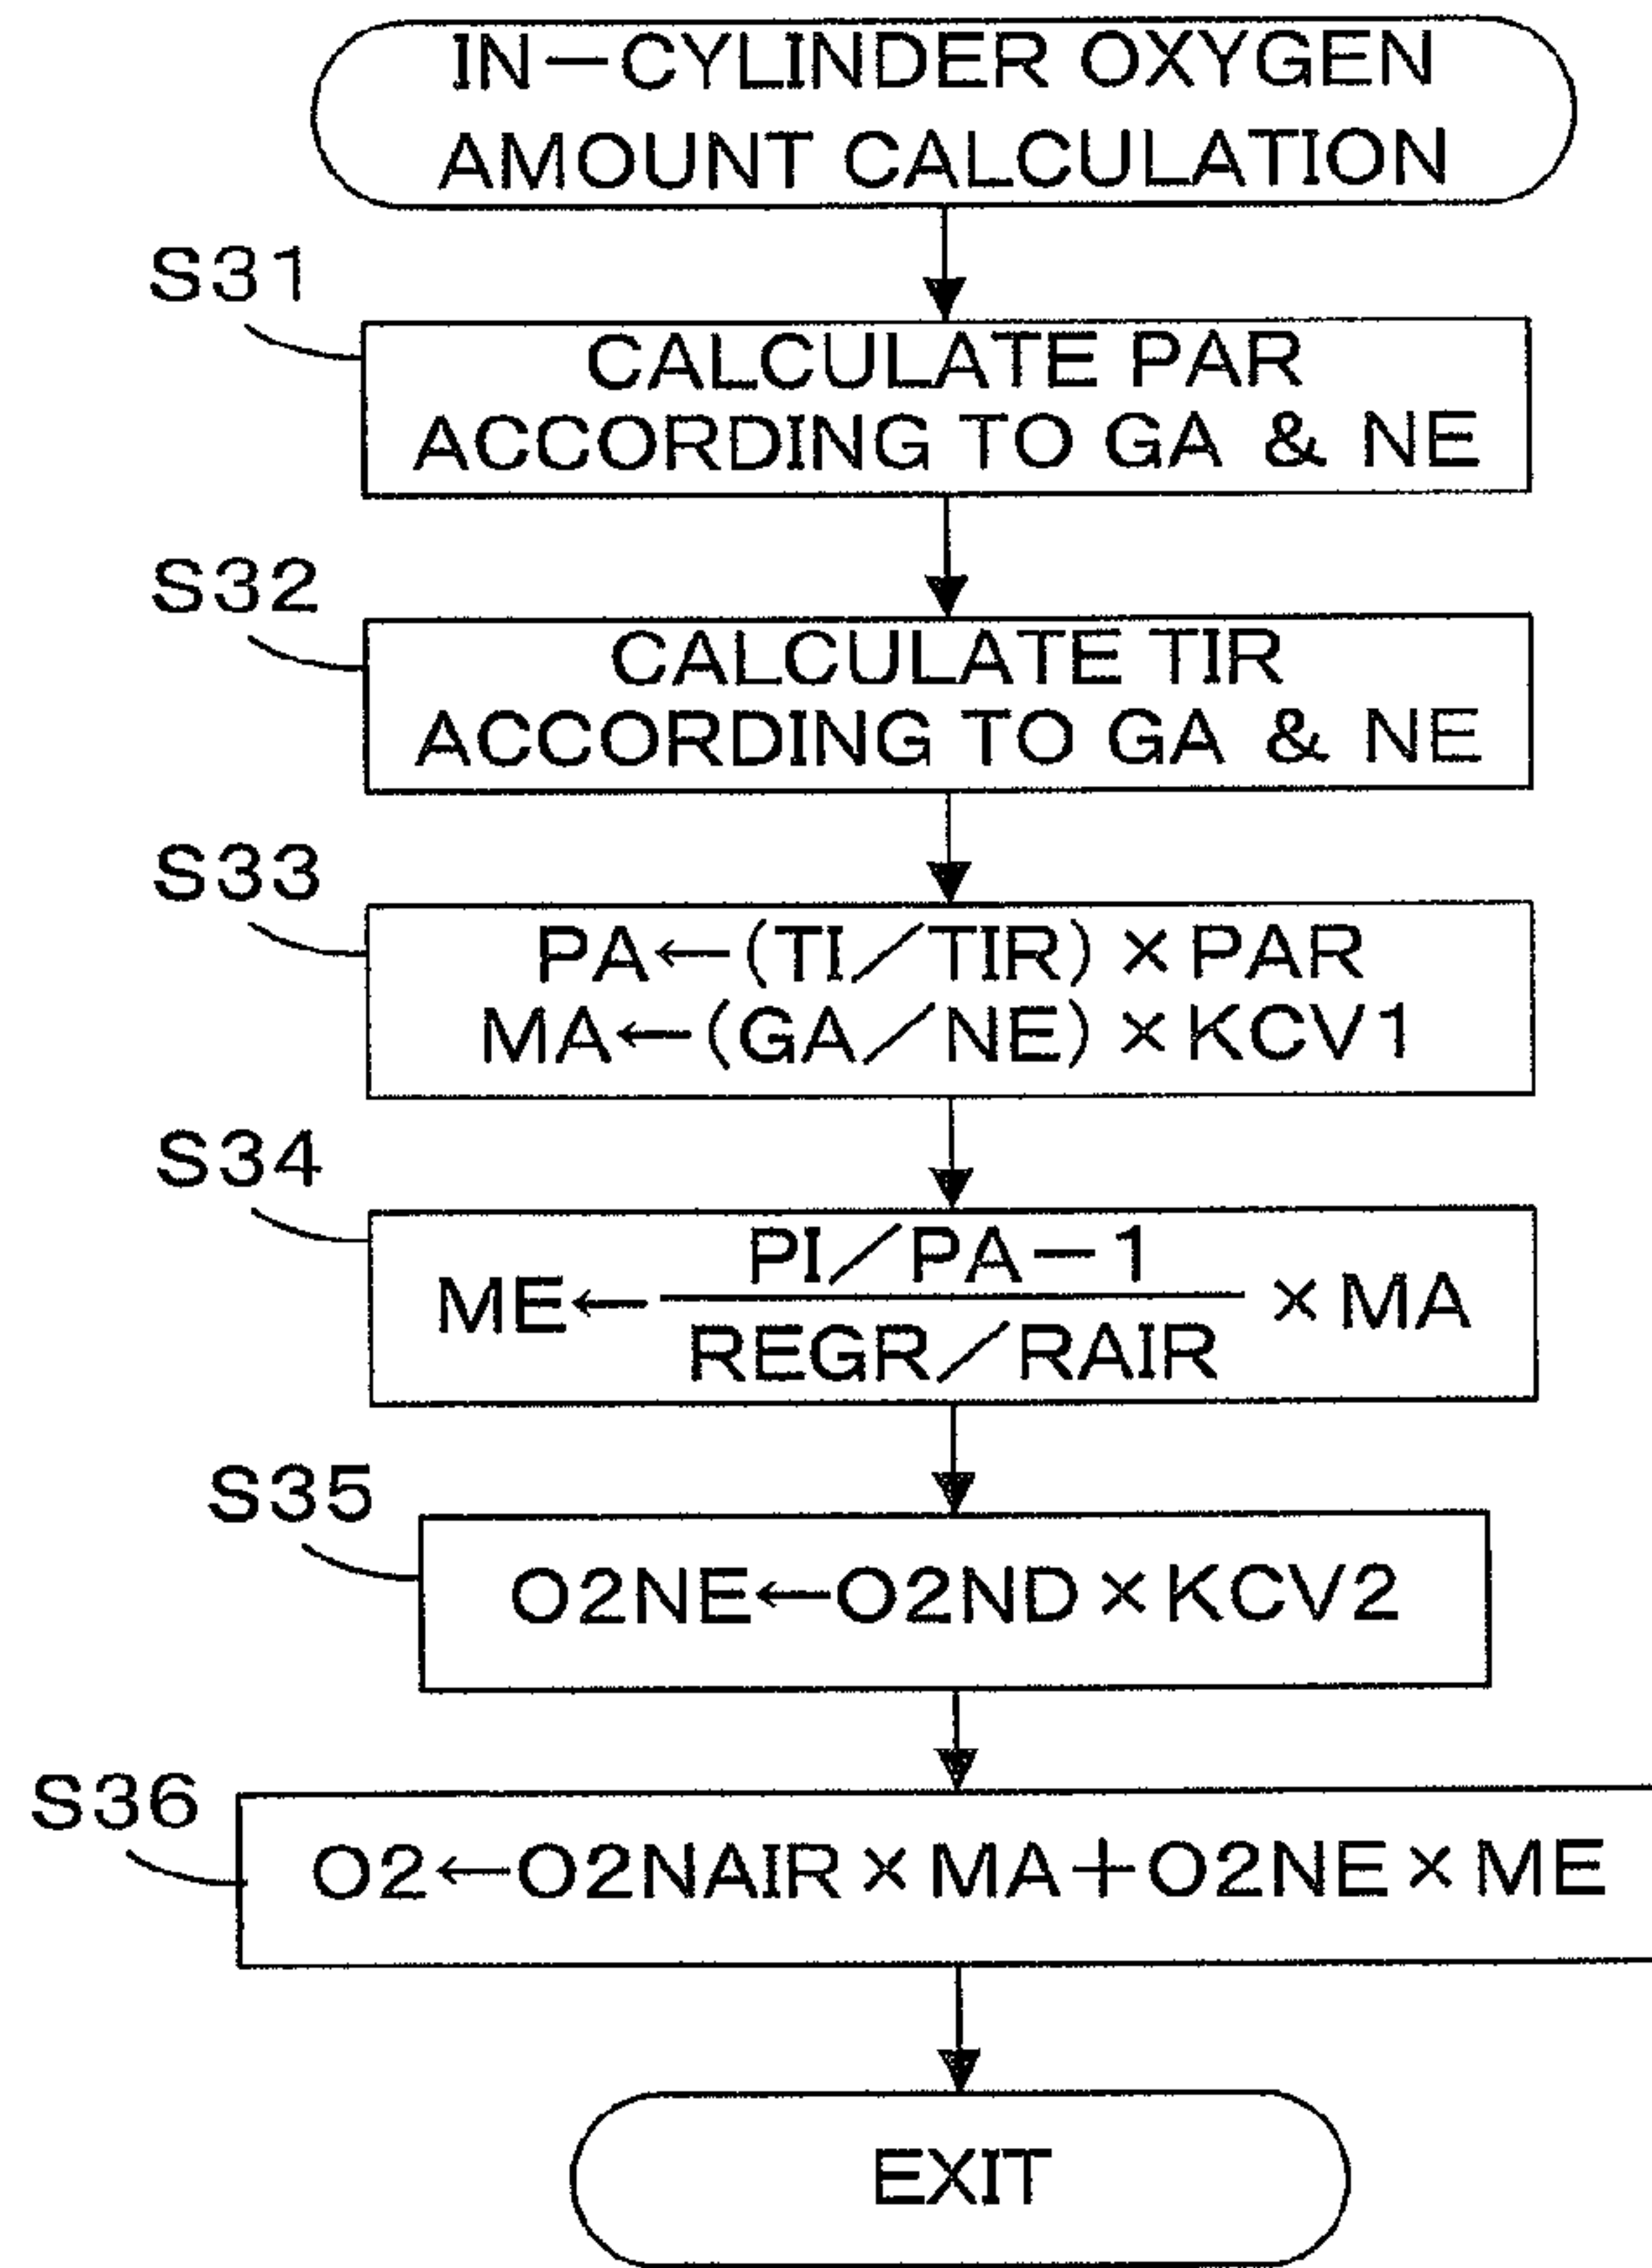 IN-CYLINDER OXYGEN
AMOUNT CALCULATION
S31
CALCULATE PAR
ACCORDING TO GA & NE
S32
CALCULATE TIR
ACCORDING TO GA & NE
S33
PA←(TI/TIR)×PAR
MA←(GA/NE)×KCV1
S34
PI/PA-1
ME← ×MA
REGR/RAIR
S35
O2NE←O2ND×KCV2
S36
O2←O2NAIR×MA+O2NE×ME
EXIT